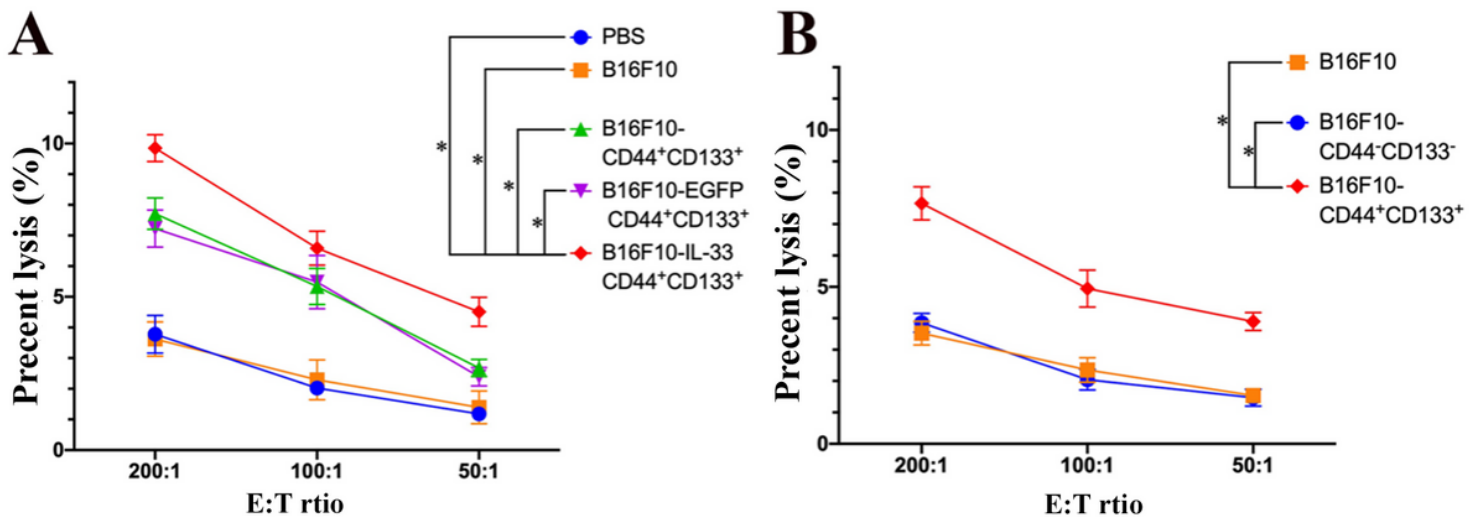 A
PBS
B16F10
B16F10-
CD44⁺CD133⁺
B16F10-EGFP
CD44⁺CD133⁺
B16F10-IL-33
CD44⁺CD133⁺
*
*
*
*
Precent lysis (%)
10
5
0
200:1
100:1
50:1
E:T rtio
B
B16F10
B16F10-
CD44⁻CD133⁻
B16F10-
CD44⁺CD133⁺
*
*
Precent lysis (%)
10
5
0
200:1
100:1
50:1
E:T rtio